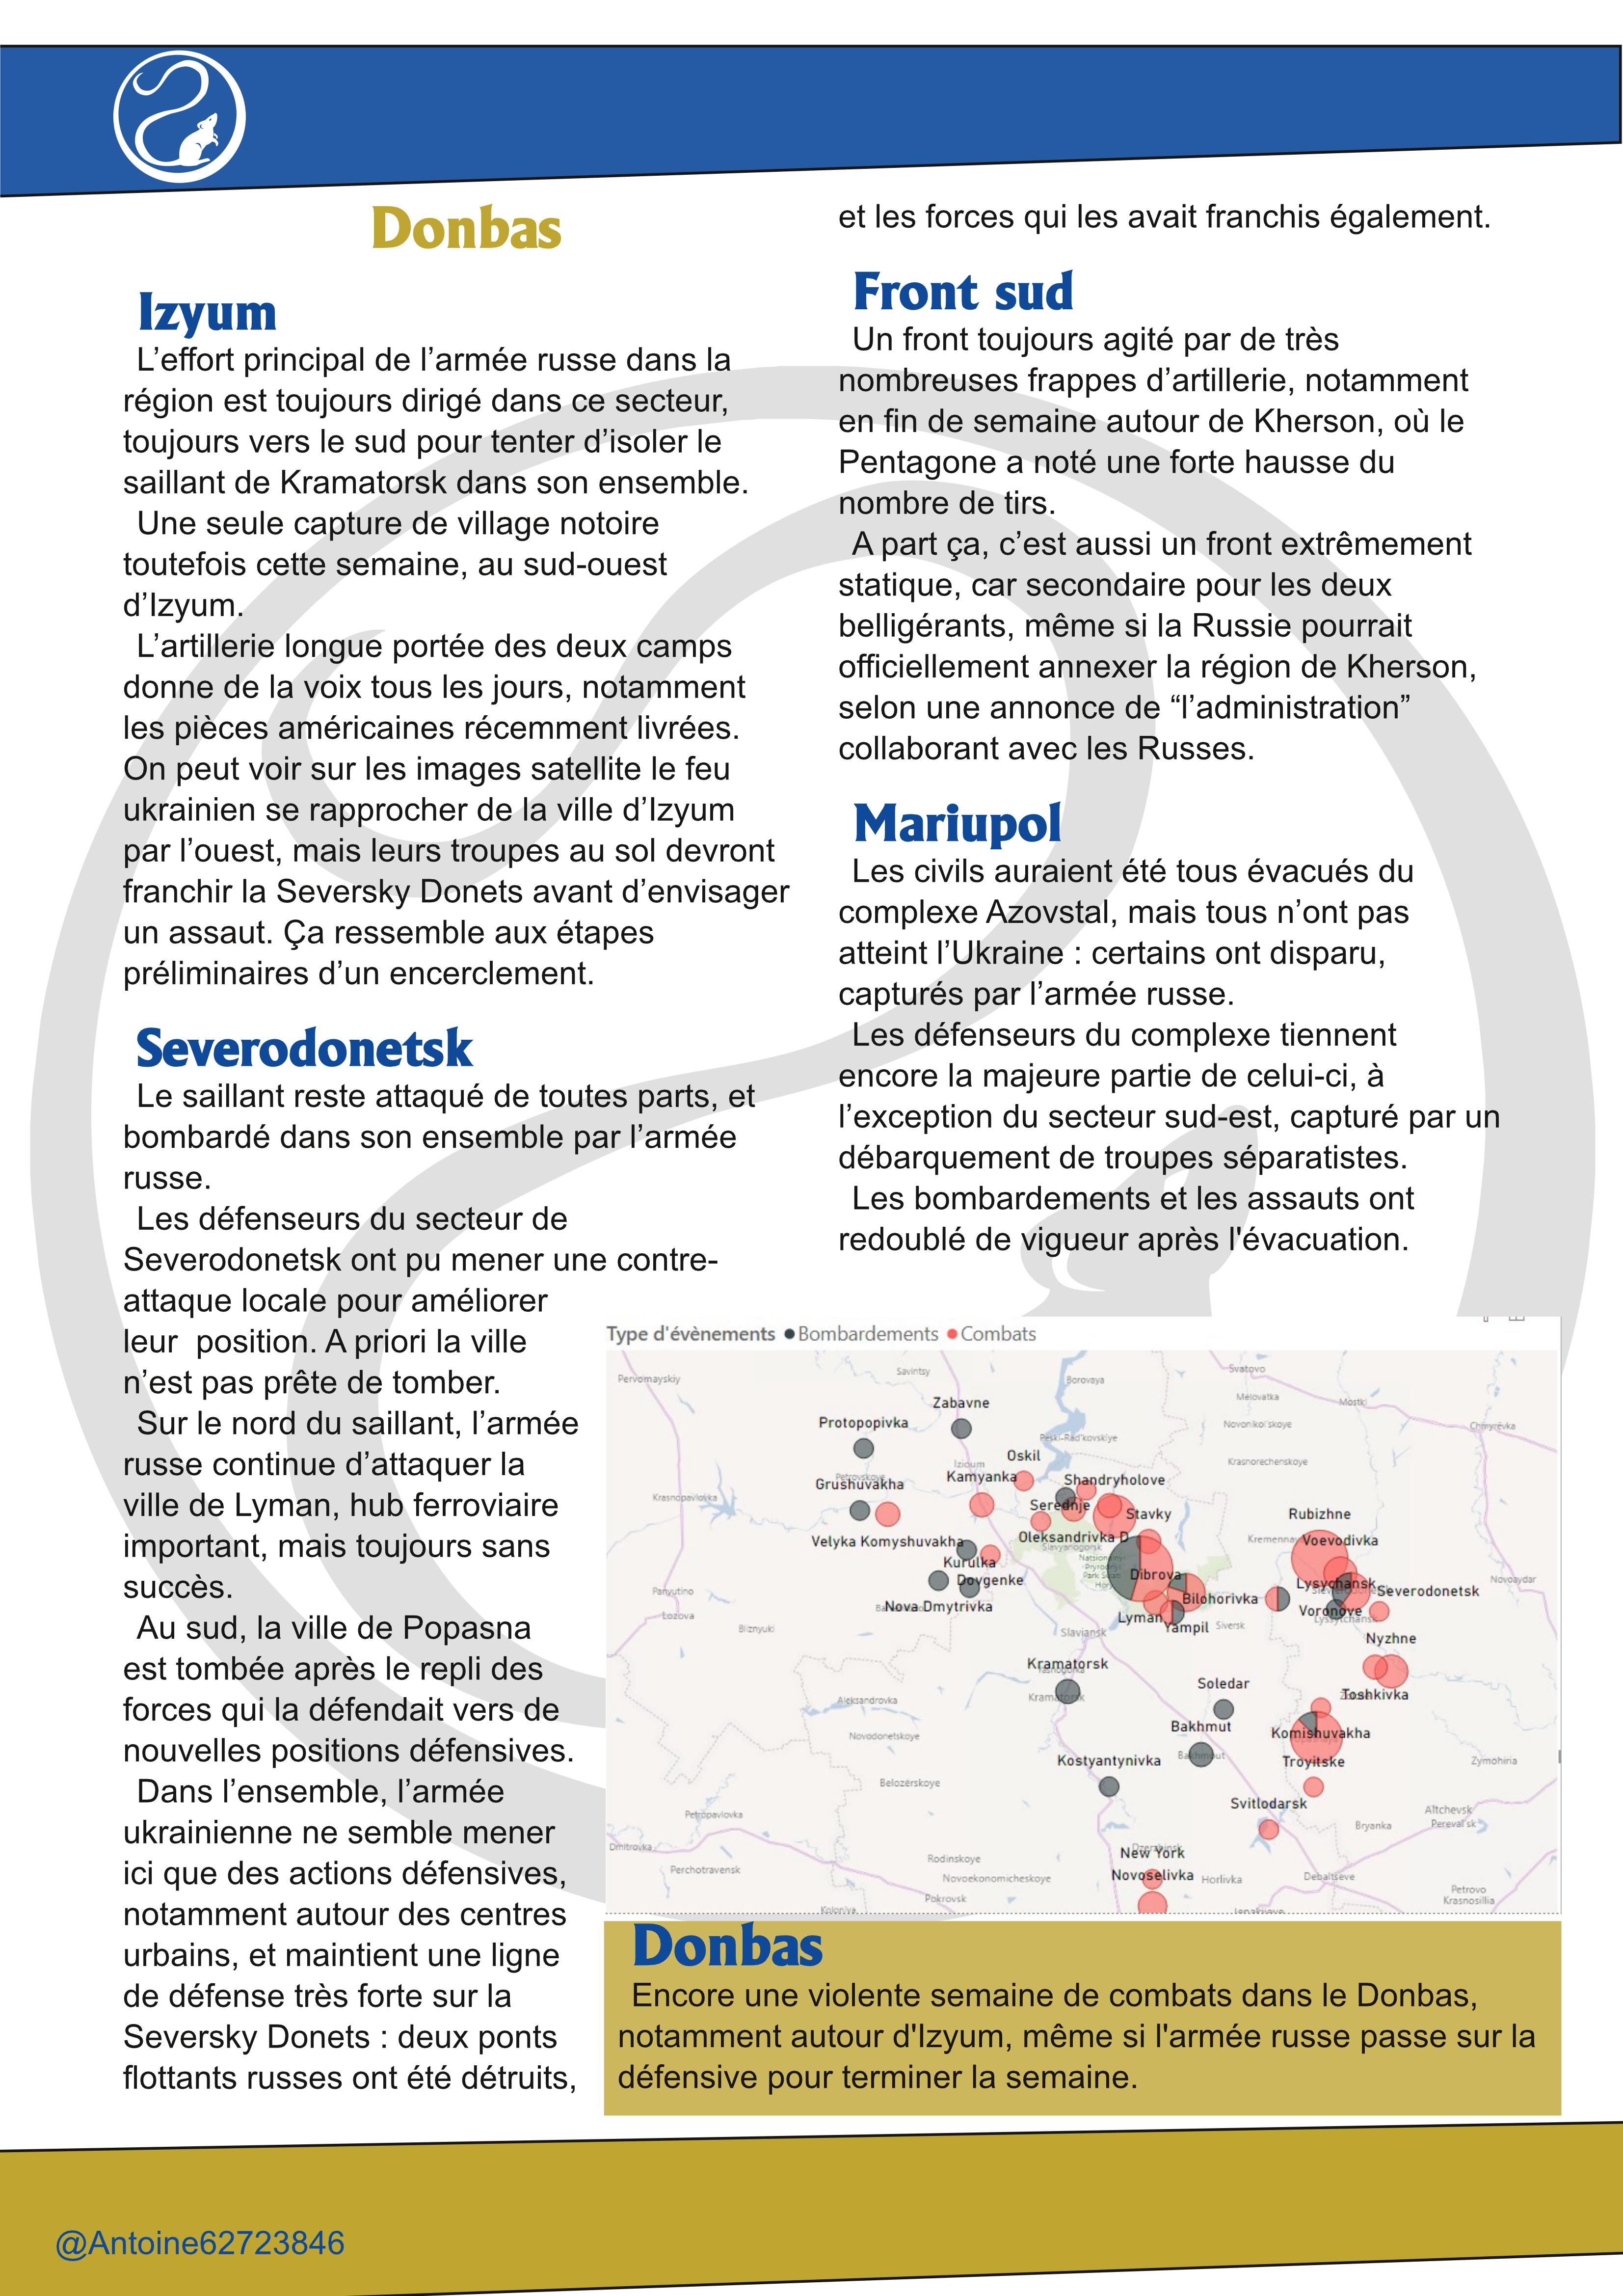 Donbas
Izyum
L’effort principal de l’armée russe dans la
région est toujours dirigé dans ce secteur,
toujours vers le sud pour tenter d’isoler le
saillant de Kramatorsk dans son ensemble.
Une seule capture de village notoire
toutefois cette semaine, au sud-ouest
d’Izyum.
L’artillerie longue portée des deux camps
donne de la voix tous les jours, notamment
les pièces américaines récemment livrées.
On peut voir sur les images satellite le feu
ukrainien se rapprocher de la ville d’Izyum
par l’ouest, mais leurs troupes au sol devront
franchir la Seversky Donets avant d’envisager
un assaut. Ça ressemble aux étapes
préliminaires d’un encerclement.
Severodonetsk
Le saillant reste attaqué de toutes parts, et
bombardé dans son ensemble par l’armée
russe.
Les défenseurs du secteur de
Severodonetsk ont pu mener une contre-
attaque locale pour améliorer
leur  position. A priori la ville
n’est pas prête de tomber.
Sur le nord du saillant, l’armée
russe continue d’attaquer la
ville de Lyman, hub ferroviaire
important, mais toujours sans
succès.
Au sud, la ville de Popasna
est tombée après le repli des
forces qui la défendait vers de
nouvelles positions défensives.
Dans l’ensemble, l’armée
ukrainienne ne semble mener
ici que des actions défensives,
notamment autour des centres
urbains, et maintient une ligne
de défense très forte sur la
Seversky Donets : deux ponts
flottants russes ont été détruits,
et les forces qui les avait franchis également.
Front sud
Un front toujours agité par de très
nombreuses frappes d’artillerie, notamment
en fin de semaine autour de Kherson, où le
Pentagone a noté une forte hausse du
nombre de tirs.
A part ça, c’est aussi un front extrêmement
statique, car secondaire pour les deux
belligérants, même si la Russie pourrait
officiellement annexer la région de Kherson,
selon une annonce de “l’administration”
collaborant avec les Russes.
Mariupol
Les civils auraient été tous évacués du
complexe Azovstal, mais tous n’ont pas
atteint l’Ukraine : certains ont disparu,
capturés par l’armée russe.
Les défenseurs du complexe tiennent
encore la majeure partie de celui-ci, à
l’exception du secteur sud-est, capturé par un
débarquement de troupes séparatistes.
Les bombardements et les assauts ont
redoublé de vigueur après l'évacuation.
Type d'évènements Bombardements Combats
Pervomayskiy
Savintsy
Borovaya
Svatovo
Zabavne
Mejovatka
Mostki
Protopopivka
Peski-Rad'kovskiye
Novonikol'skoye
Chmyrëvka
Oskil
Izioum
Kamyanka
Shandryholove
Krasnorechenskoye
Petrovskoye
Grushuvakha
Krasnopavlovka
Serednje
Stavky
Rubizhne
Velyka Komyshuvakha
Oleksandrivka D
Slavyanogorsk
Kremennay
Voevodivka
Kurulka
Dovgenke
Dibrova
Lysychansk
Severodonetsk
Novoaydar
Panyutino
Lozova
Nova Dmytrivka
Bilohorivka
Voronove
Lyssytchansk
Bliznyuki
Lyman
Yampil
Siversk
Slaviansk
Nyzhne
Kramatorsk
Yasnogorka
Kramatorsk
Soledar
Toshkivka
Aleksandrovka
Bakhmut
Bakhmout
Komishuvakha
Novodonetskoye
Kostyantynivka
Troyitske
Zymohiria
Belozërskoye
Svitlodarsk
Petropavlovka
Altchevsk
Bryanka
Pereval'sk
Dmitrovka
Dzerzhinsk
New York
Rodinskoye
Perchotravensk
Novoekonomicheskoye
Novoselivka
Horlivka
Debaltseve
Pokrovsk
Petrovo
Krasnosillia
Koloniya
Ienakiieve
Donbas
Encore une violente semaine de combats dans le Donbas,
notamment autour d'Izyum, même si l'armée russe passe sur la
défensive pour terminer la semaine.
@Antoine62723846